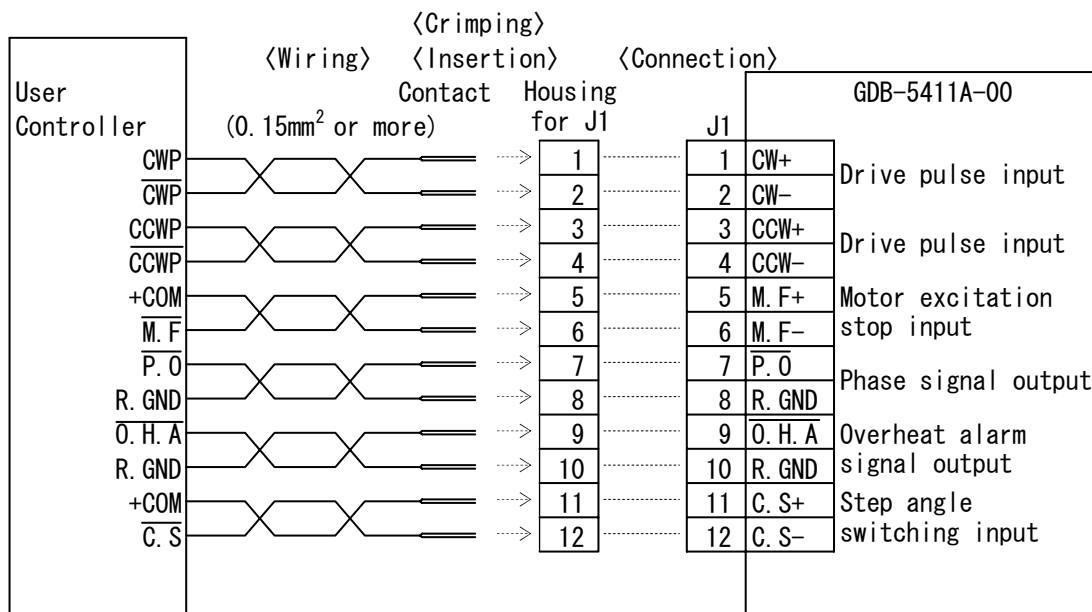 〈Crimping〉
〈Wiring〉 〈Insertion〉 〈Connection〉
User Contact Housing GDB-5411A-00
Controller (0.15mm² or more) for J1 J1
CWP 1 1 CW+ Drive pulse input
C̅W̅P̅ 2 2 CW-
CCWP 3 3 CCW+ Drive pulse input
C̅C̅W̅P̅ 4 4 CCW-
+COM 5 5 M.F+ Motor excitation
M̅.̅F̅ 6 6 M.F- stop input
P̅.̅O̅ 7 7 P̅.̅O̅ Phase signal output
R.GND 8 8 R.GND
O̅.̅H̅.̅A̅ 9 9 O̅.̅H̅.̅A̅ Overheat alarm
R.GND 10 10 R.GND signal output
+COM 11 11 C.S+ Step angle
C̅.̅S̅ 12 12 C.S- switching input